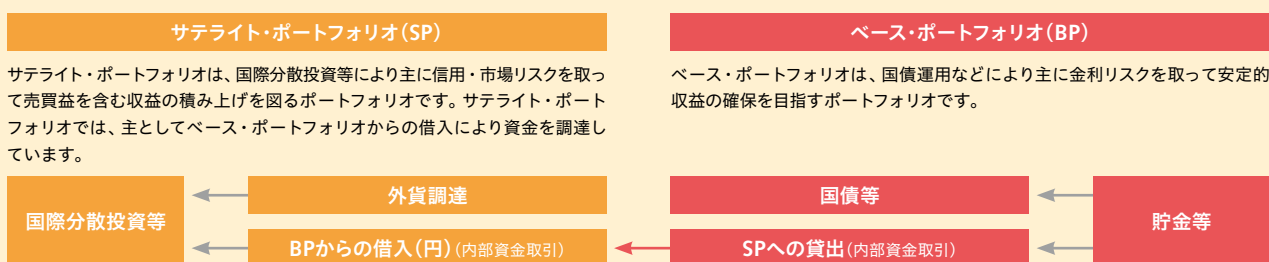 サテライト・ポートフォリオ（SP）
サテライト・ポートフォリオは、国際分散投資等により主に信用・市場リスクを取っ
て売買益を含む収益の積み上げを図るポートフォリオです。サテライト・ポート
フォリオでは、主としてベース・ポートフォリオからの借入により資金を調達し
ています。
ベース・ポートフォリオ（BP）
ベース・ポートフォリオは、国債運用などにより主に金利リスクを取って安定的
収益の確保を目指すポートフォリオです。
国際分散投資等
外貨調達
BPからの借入（円）（内部資金取引）
国債等
SPへの貸出（内部資金取引）
貯金等